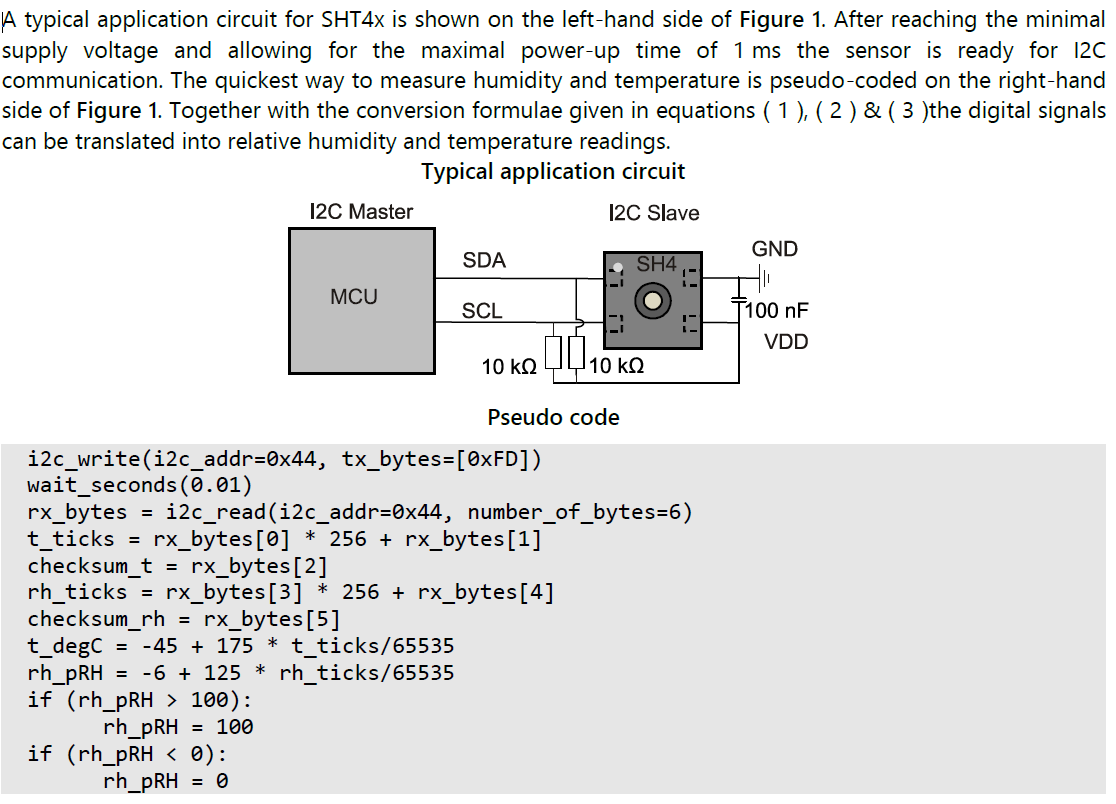 A typical application circuit for SHT4x is shown on the left-hand side of Figure 1. After reaching the minimal
supply voltage and allowing for the maximal power-up time of 1 ms the sensor is ready for I2C
communication. The quickest way to measure humidity and temperature is pseudo-coded on the right-hand
side of Figure 1. Together with the conversion formulae given in equations ( 1 ), ( 2 ) & ( 3 )the digital signals
can be translated into relative humidity and temperature readings.
Typical application circuit
I2C Master
I2C Slave
GND
SDA
SH4
MCU
SCL
100 nF
VDD
10 kΩ
10 kΩ
Pseudo code
i2c_write(i2c_addr=0x44, tx_bytes=[0xFD])
wait_seconds(0.01)
rx_bytes = i2c_read(i2c_addr=0x44, number_of_bytes=6)
t_ticks = rx_bytes[0] * 256 + rx_bytes[1]
checksum_t = rx_bytes[2]
rh_ticks = rx_bytes[3] * 256 + rx_bytes[4]
checksum_rh = rx_bytes[5]
t_degC = -45 + 175 * t_ticks/65535
rh_pRH = -6 + 125 * rh_ticks/65535
if (rh_pRH > 100):
rh_pRH = 100
if (rh_pRH < 0):
rh_pRH = 0